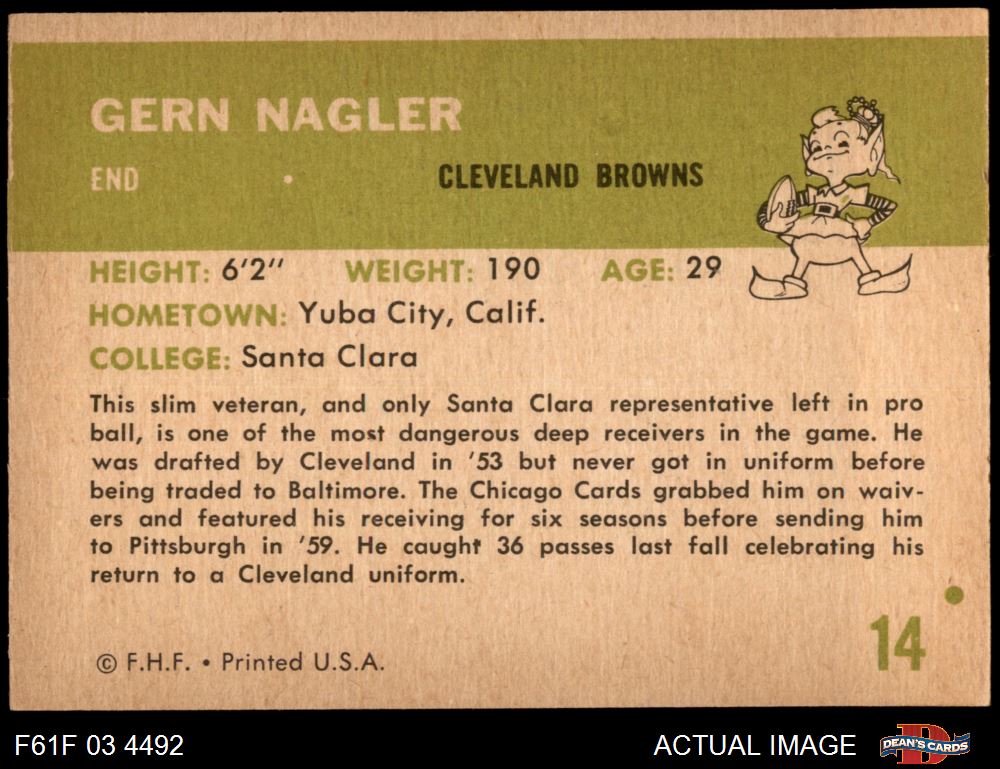 GERN NAGLER
END
CLEVELAND BROWNS
HEIGHT: 6'2" WEIGHT: 190 AGE: 29
HOMETOWN: Yuba City, Calif.
COLLEGE: Santa Clara
This slim veteran, and only Santa Clara representative left in pro
ball, is one of the most dangerous deep receivers in the game. He
was drafted by Cleveland in '53 but never got in uniform before
being traded to Baltimore. The Chicago Cards grabbed him on waiv-
ers and featured his receiving for six seasons before sending him
to Pittsburgh in '59. He caught 36 passes last fall celebrating his
return to a Cleveland uniform.
14
© F.H.F. • Printed U.S.A.
F61F 03 4492
ACTUAL IMAGE
DEAN'S CARDS